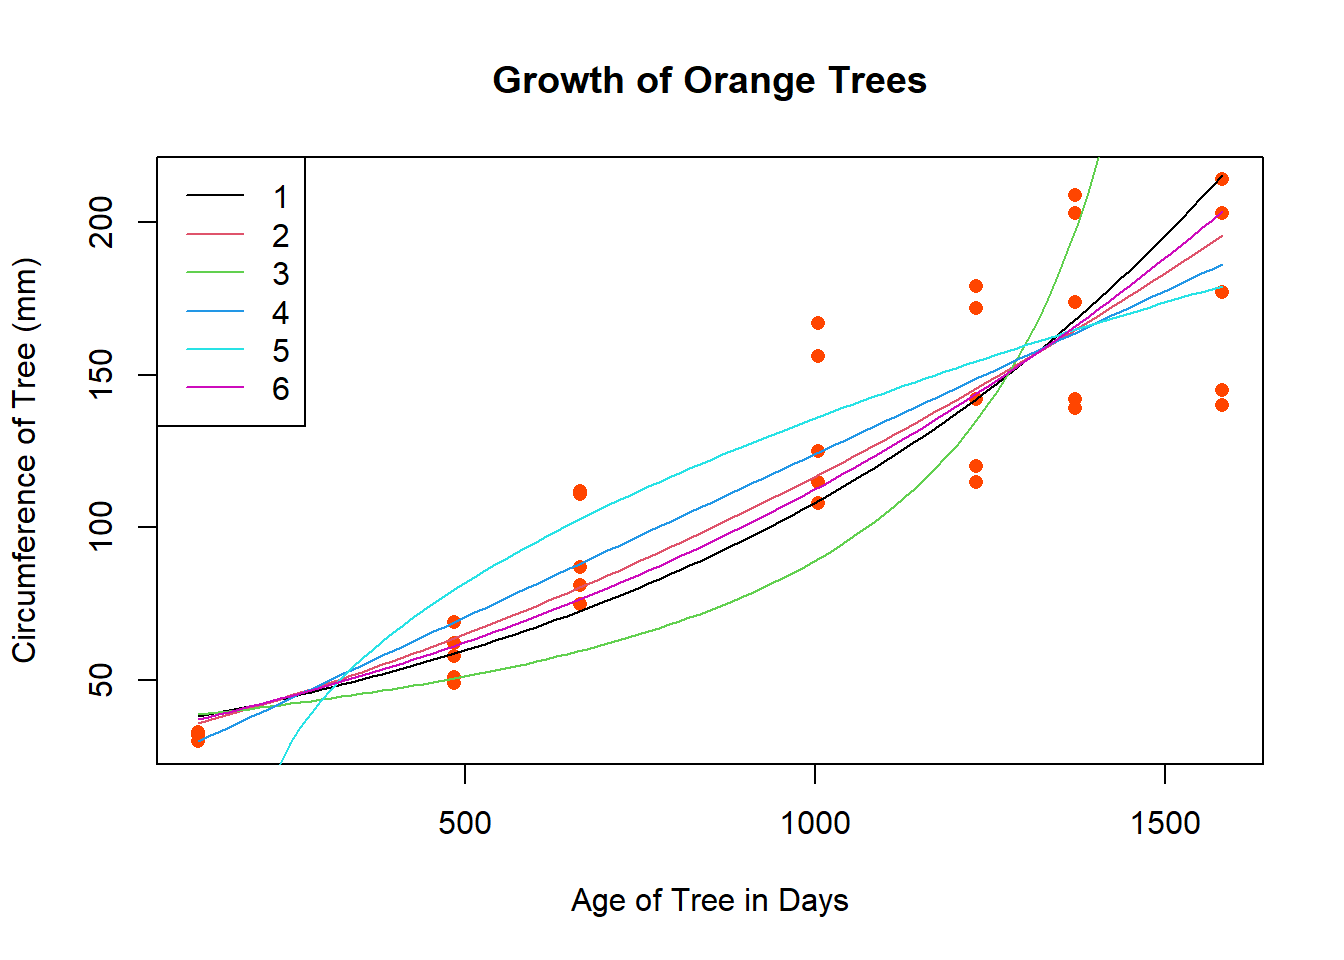 Growth of Orange Trees
1
2
3
4
5
6
Circumference of Tree (mm)
200
150
100
50
500 1000 1500
Age of Tree in Days